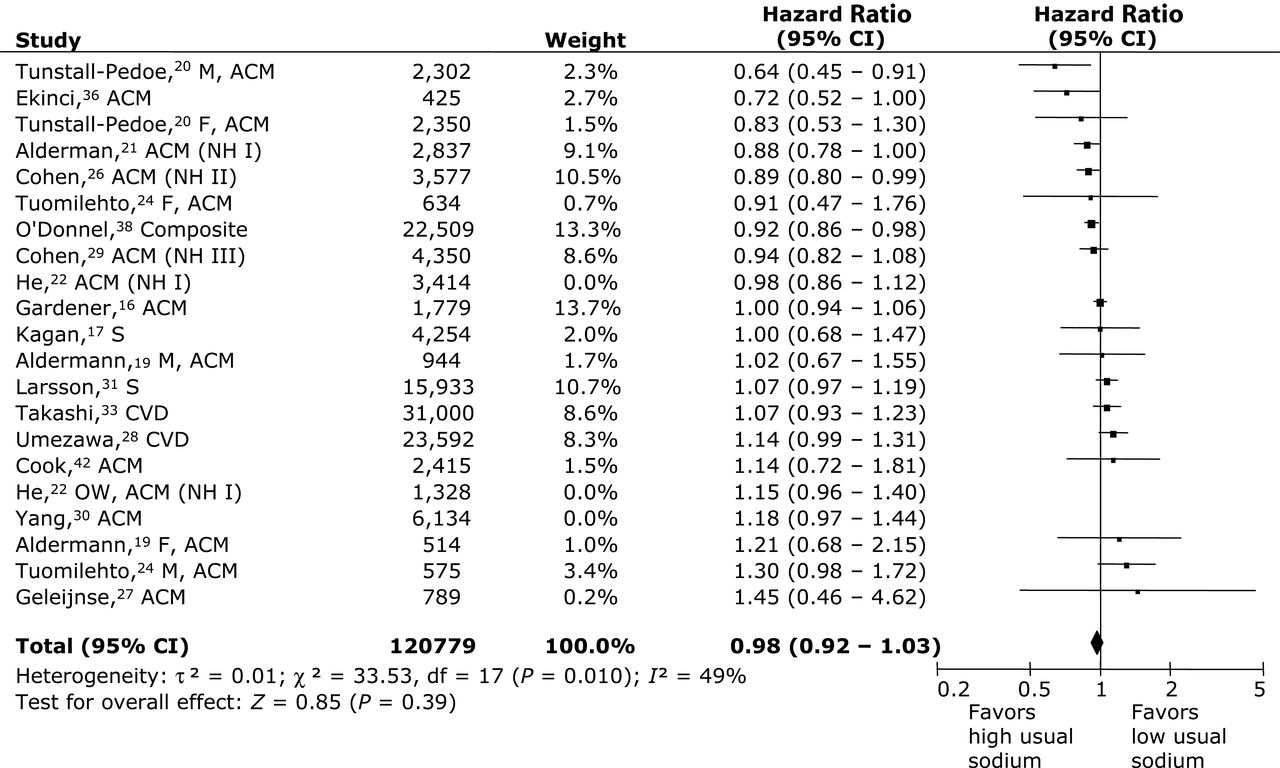 Hazard Ratio Hazard Ratio
Study Weight (95% CI) (95% CI)
Tunstall-Pedoe,²⁰ M, ACM 2,302 2.3% 0.64 (0.45 – 0.91)
Ekinci,³⁶ ACM 425 2.7% 0.72 (0.52 – 1.00)
Tunstall-Pedoe,²⁰ F, ACM 2,350 1.5% 0.83 (0.53 – 1.30)
Alderman,²¹ ACM (NH I) 2,837 9.1% 0.88 (0.78 – 1.00)
Cohen,²⁶ ACM (NH II) 3,577 10.5% 0.89 (0.80 – 0.99)
Tuomilehto,²⁴ F, ACM 634 0.7% 0.91 (0.47 – 1.76)
O'Donnel,³⁸ Composite 22,509 13.3% 0.92 (0.86 – 0.98)
Cohen,²⁹ ACM (NH III) 4,350 8.6% 0.94 (0.82 – 1.08)
He,²² ACM (NH I) 3,414 0.0% 0.98 (0.86 – 1.12)
Gardener,¹⁶ ACM 1,779 13.7% 1.00 (0.94 – 1.06)
Kagan,¹⁷ S 4,254 2.0% 1.00 (0.68 – 1.47)
Aldermann,₁₉ M, ACM 944 1.7% 1.02 (0.67 – 1.55)
Larsson,³¹ S 15,933 10.7% 1.07 (0.97 – 1.19)
Takashi,³³ CVD 31,000 8.6% 1.07 (0.93 – 1.23)
Umezawa,²⁸ CVD 23,592 8.3% 1.14 (0.99 – 1.31)
Cook,⁴² ACM 2,415 1.5% 1.14 (0.72 – 1.81)
He,²² OW, ACM (NH I) 1,328 0.0% 1.15 (0.96 – 1.40)
Yang,³⁰ ACM 6,134 0.0% 1.18 (0.97 – 1.44)
Aldermann,¹⁹ F, ACM 514 1.0% 1.21 (0.68 – 2.15)
Tuomilehto,²⁴ M, ACM 575 3.4% 1.30 (0.98 – 1.72)
Geleijnse,²⁷ ACM 789 0.2% 1.45 (0.46 – 4.62)
Total (95% CI) 120779 100.0% 0.98 (0.92 – 1.03)
Heterogeneity: τ² = 0.01; χ² = 33.53, df = 17 (P = 0.010); I² = 49%
Test for overall effect: Z = 0.85 (P = 0.39)
0.2 0.5 1 2 5
Favors Favors
high usual low usual
sodium sodium